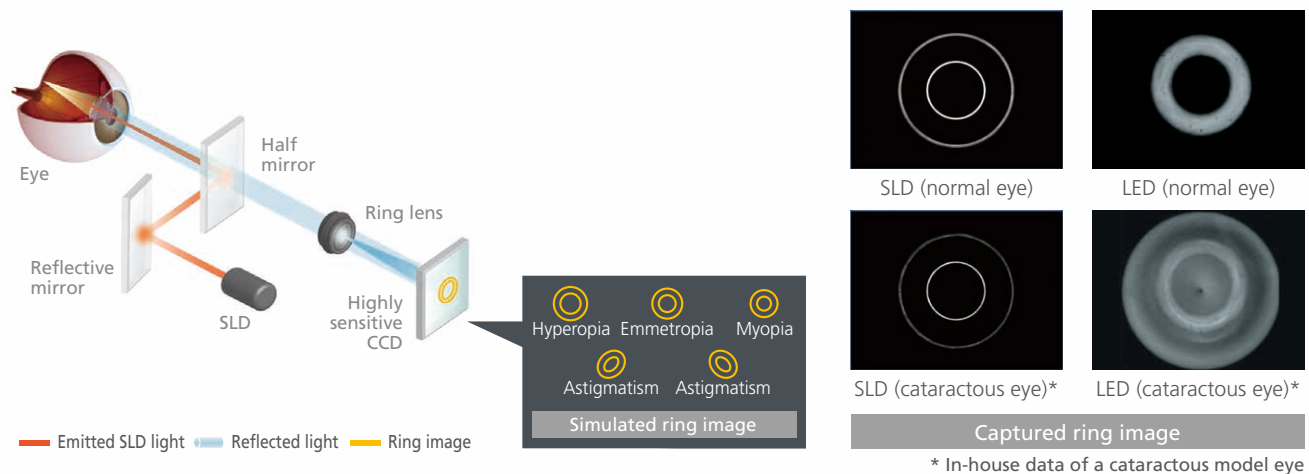 Eye
Half
mirror
Ring lens
Reflective
mirror
SLD
Highly
sensitive
CCD
Hyperopia Emmetropia Myopia
Astigmatism Astigmatism
Simulated ring image
Emitted SLD light Reflected light Ring image
SLD (normal eye) LED (normal eye)
SLD (cataractous eye)* LED (cataractous eye)*
Captured ring image
* In-house data of a cataractous model eye